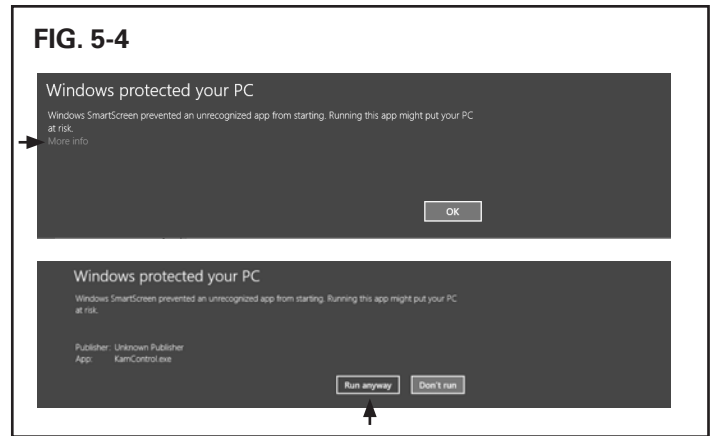 FIG. 5-4
Windows protected your PC
Windows SmartScreen prevented an unrecognized app from starting. Running this app might put your PC
at risk.
More info
OK
Windows protected your PC
Windows SmartScreen prevented an unrecognized app from starting. Running this app might put your PC
at risk.
Publisher: Unknown Publisher
App: KamControl.exe
Run anyway Don't run